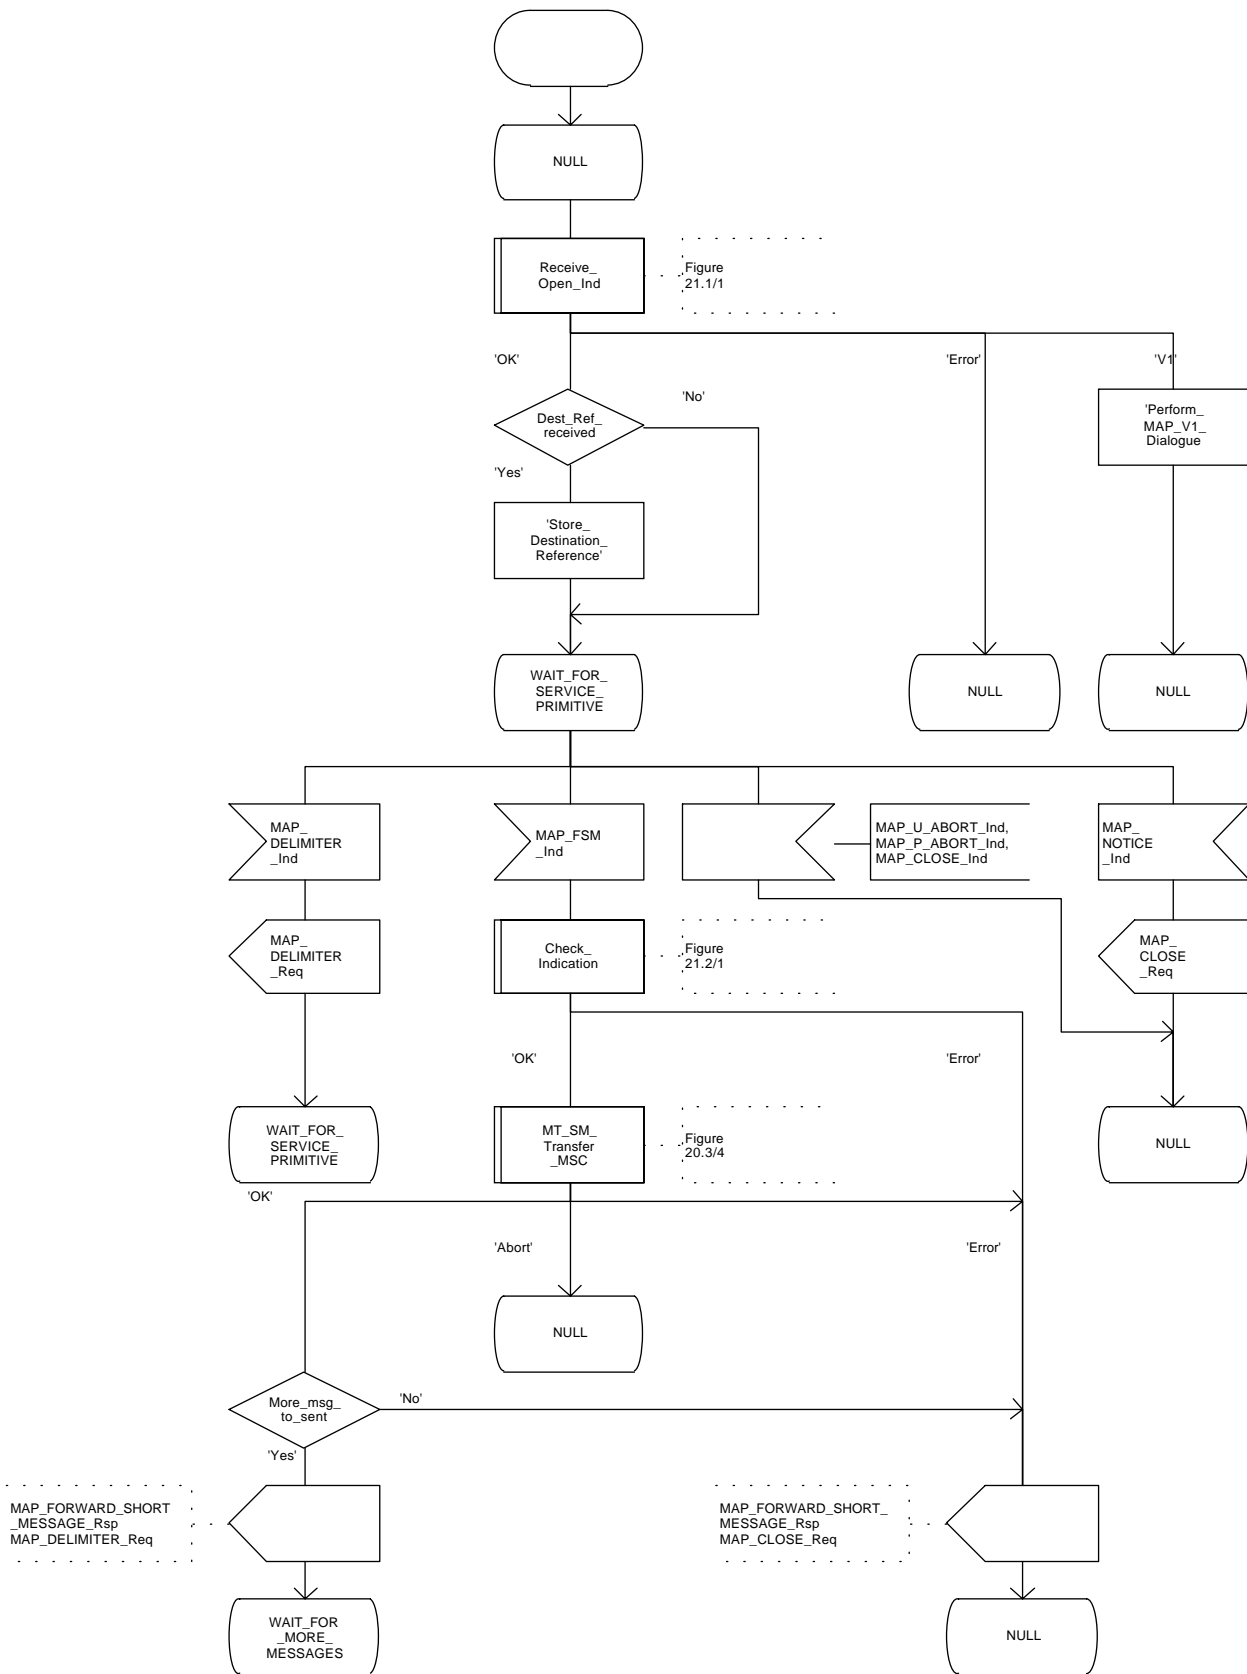 NULL
Receive_
Open_Ind
Figure
21.1/1
'OK'
'Error'
'V1'
Dest_Ref_
received
'No'
'Perform_
MAP_V1_
Dialogue
'Yes'
'Store_
Destination_
Reference'
WAIT_FOR_
SERVICE_
PRIMITIVE
NULL
NULL
MAP_
DELIMITER
_Ind
MAP_FSM
_Ind
MAP_U_ABORT_Ind,
MAP_P_ABORT_Ind,
MAP_CLOSE_Ind
MAP_
NOTICE
_Ind
MAP_
DELIMITER
_Req
Check_
Indication
Figure
21.2/1
MAP_
CLOSE
_Req
'OK'
'Error'
WAIT_FOR_
SERVICE_
PRIMITIVE
MT_SM_
Transfer
_MSC
Figure
20.3/4
NULL
'OK'
'Abort'
'Error'
NULL
More_msg_
to_sent
'No'
'Yes'
MAP_FORWARD_SHORT
_MESSAGE_Rsp
MAP_DELIMITER_Req
MAP_FORWARD_SHORT_
MESSAGE_Rsp
MAP_CLOSE_Req
WAIT_FOR
_MORE_
MESSAGES
NULL